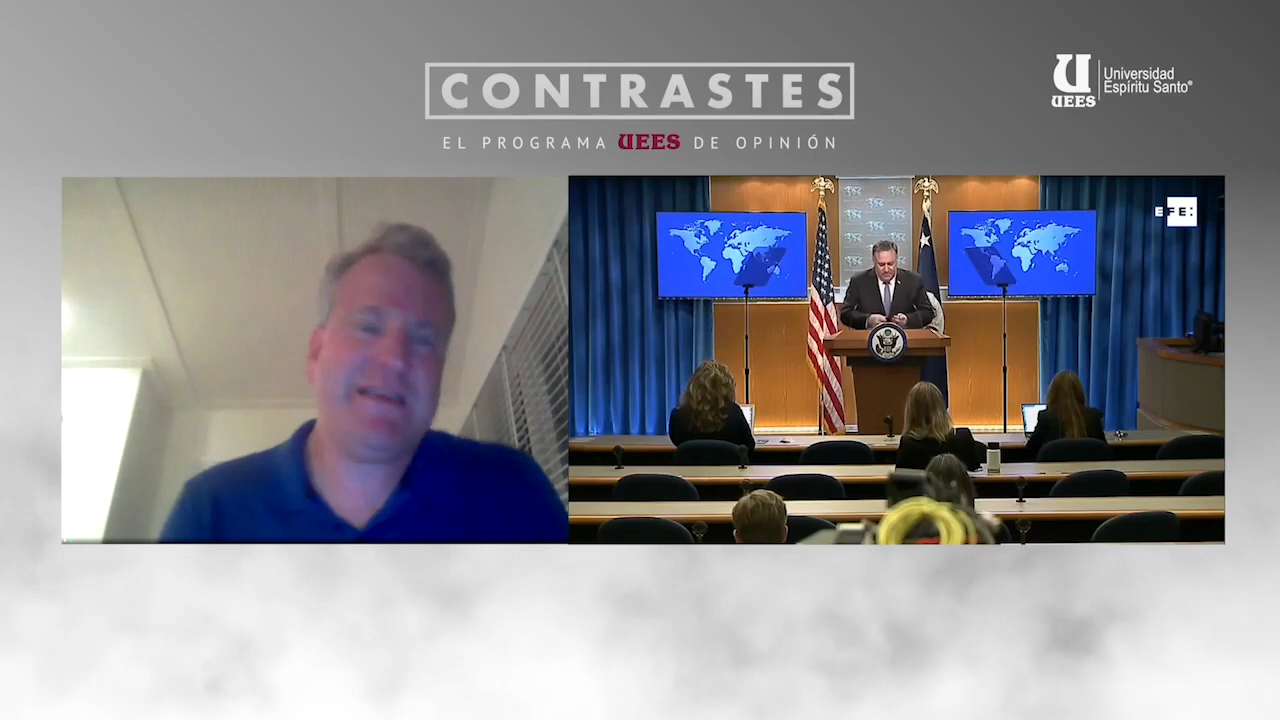 CONTRASTES
EL PROGRAMA UEES DE OPINIÓN
UEES
Universidad
Espíritu Santo®
EFE: